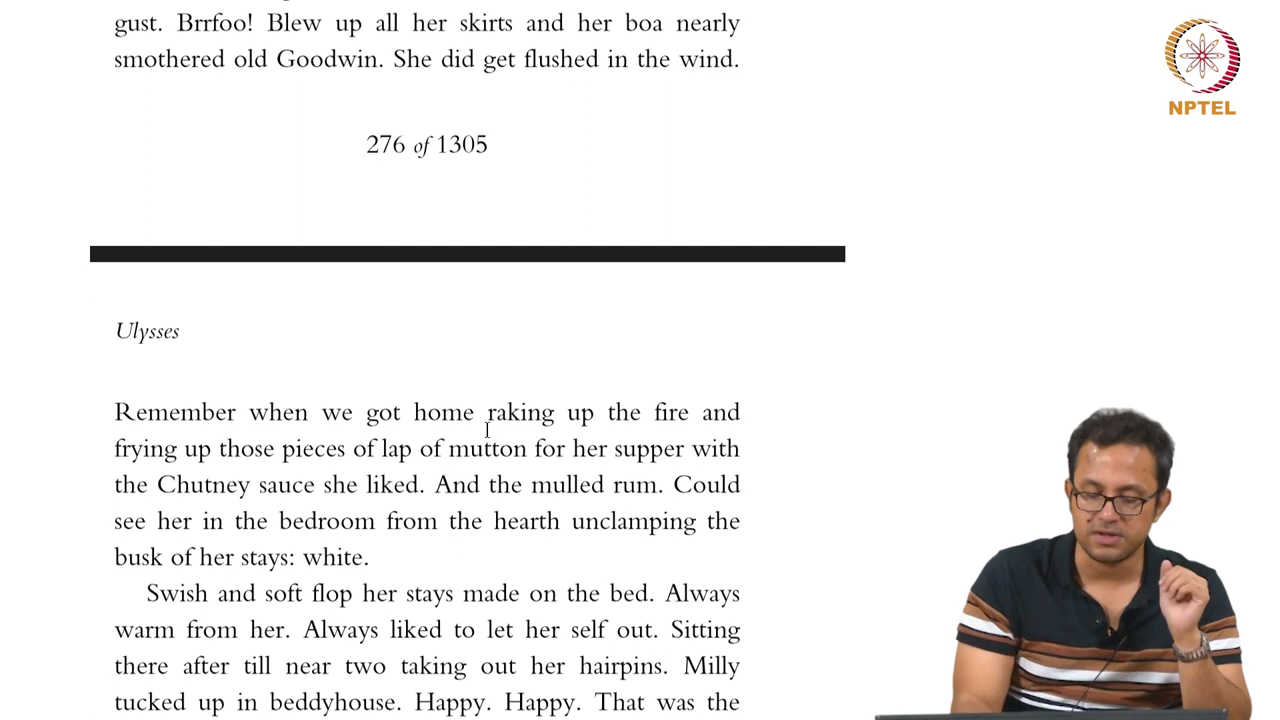 gust. Brrfoo! Blew up all her skirts and her boa nearly
smothered old Goodwin. She did get flushed in the wind.
276 of 1305
NPTEL
Ulysses
Remember when we got home raking up the fire and
frying up those pieces of lap of mutton for her supper with
the Chutney sauce she liked. And the mulled rum. Could
see her in the bedroom from the hearth unclamping the
busk of her stays: white.
Swish and soft flop her stays made on the bed. Always
warm from her. Always liked to let her self out. Sitting
there after till near two taking out her hairpins. Milly
tucked up in beddyhouse. Happy. Happy. That was the